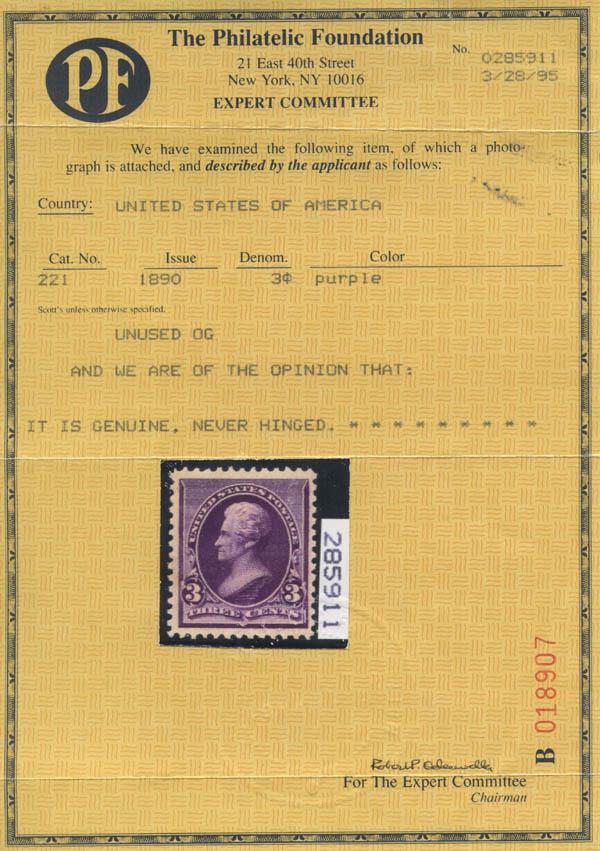 PF
The Philatelic Foundation
21 East 40th Street
New York, NY 10016
EXPERT COMMITTEE
No. 0285911
3/28/95
We have examined the following item, of which a photo-
graph is attached, and described by the applicant as follows:
Country: UNITED STATES OF AMERICA
Cat. No. Issue Denom. Color
221 1890 3¢ purple
Scott's unless otherwise specified.
UNUSED OG
AND WE ARE OF THE OPINION THAT:
IT IS GENUINE, NEVER HINGED. * * * * * * * * *
UNITED STATES POSTAGE
3 3
THREE CENTS
285911
B 018907
For The Expert Committee
Chairman